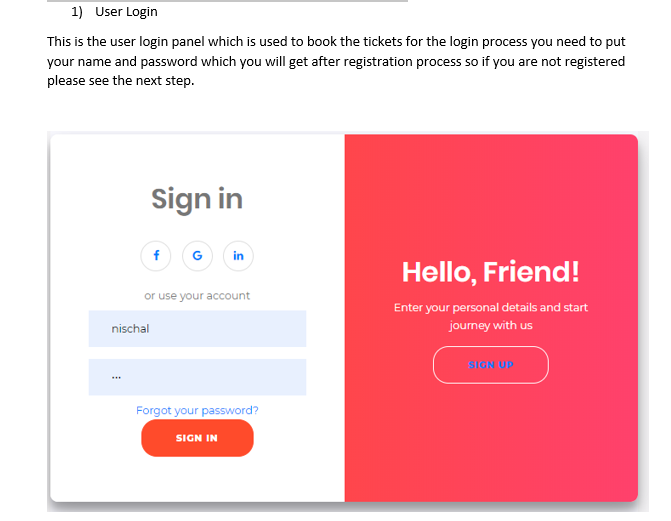 1) User Login
This is the user login panel which is used to book the tickets for the login process you need to put
your name and password which you will get after registration process so if you are not registered
please see the next step.
Sign in
f G in
or use your account
nischal
...
Forgot your password?
SIGN IN
Hello, Friend!
Enter your personal details and start
journey with us
SIGN UP